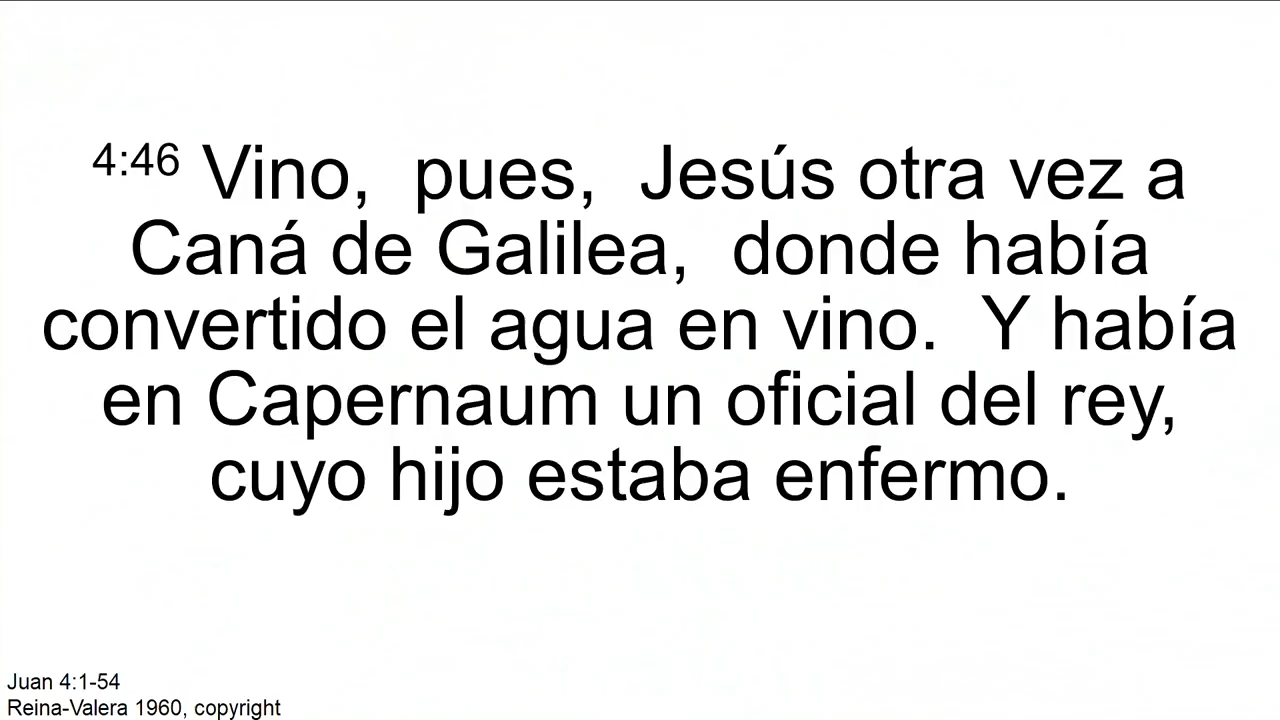 4:46 Vino,  pues,  Jesús otra vez a
Caná de Galilea,  donde había
convertido el agua en vino.  Y había
en Capernaum un oficial del rey,
cuyo hijo estaba enfermo.
Juan 4:1-54
Reina-Valera 1960, copyright